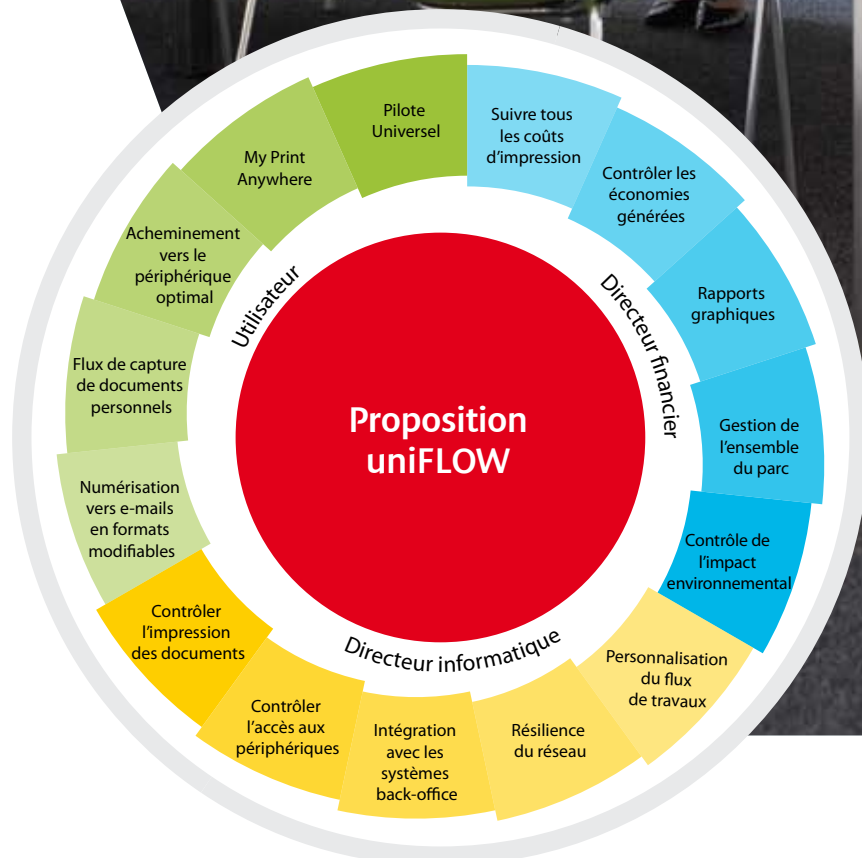 Pilote
Universel
Suivre tous
les coûts
d'impression
Contrôler les
économies
générées
Rapports
graphiques
Gestion de
l'ensemble
du parc
Contrôle de
l'impact
environnemental
Personnalisation
du flux
de travaux
Résilience
du réseau
Intégration
avec les
systèmes
back-office
Contrôler
l'accès aux
périphériques
Contrôler
l'impression
des documents
Numérisation
vers e-mails
en formats
modifiables
Flux de capture
de documents
personnels
Acheminement
vers le
périphérique
optimal
My Print
Anywhere
Utilisateur
Directeur financier
Directeur informatique
Proposition
uniFLOW